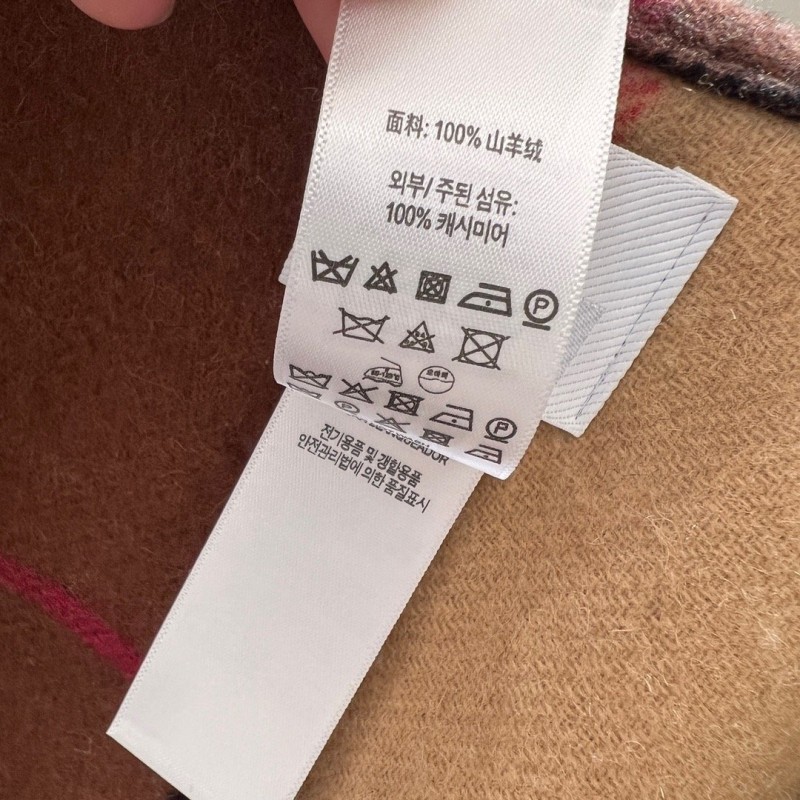 面料: 100% 山羊绒
외부/ 주된 섬유:
100% 캐시미어
P
P
전기용품 및 갱활용품
안전관리법에 의한 품질표시